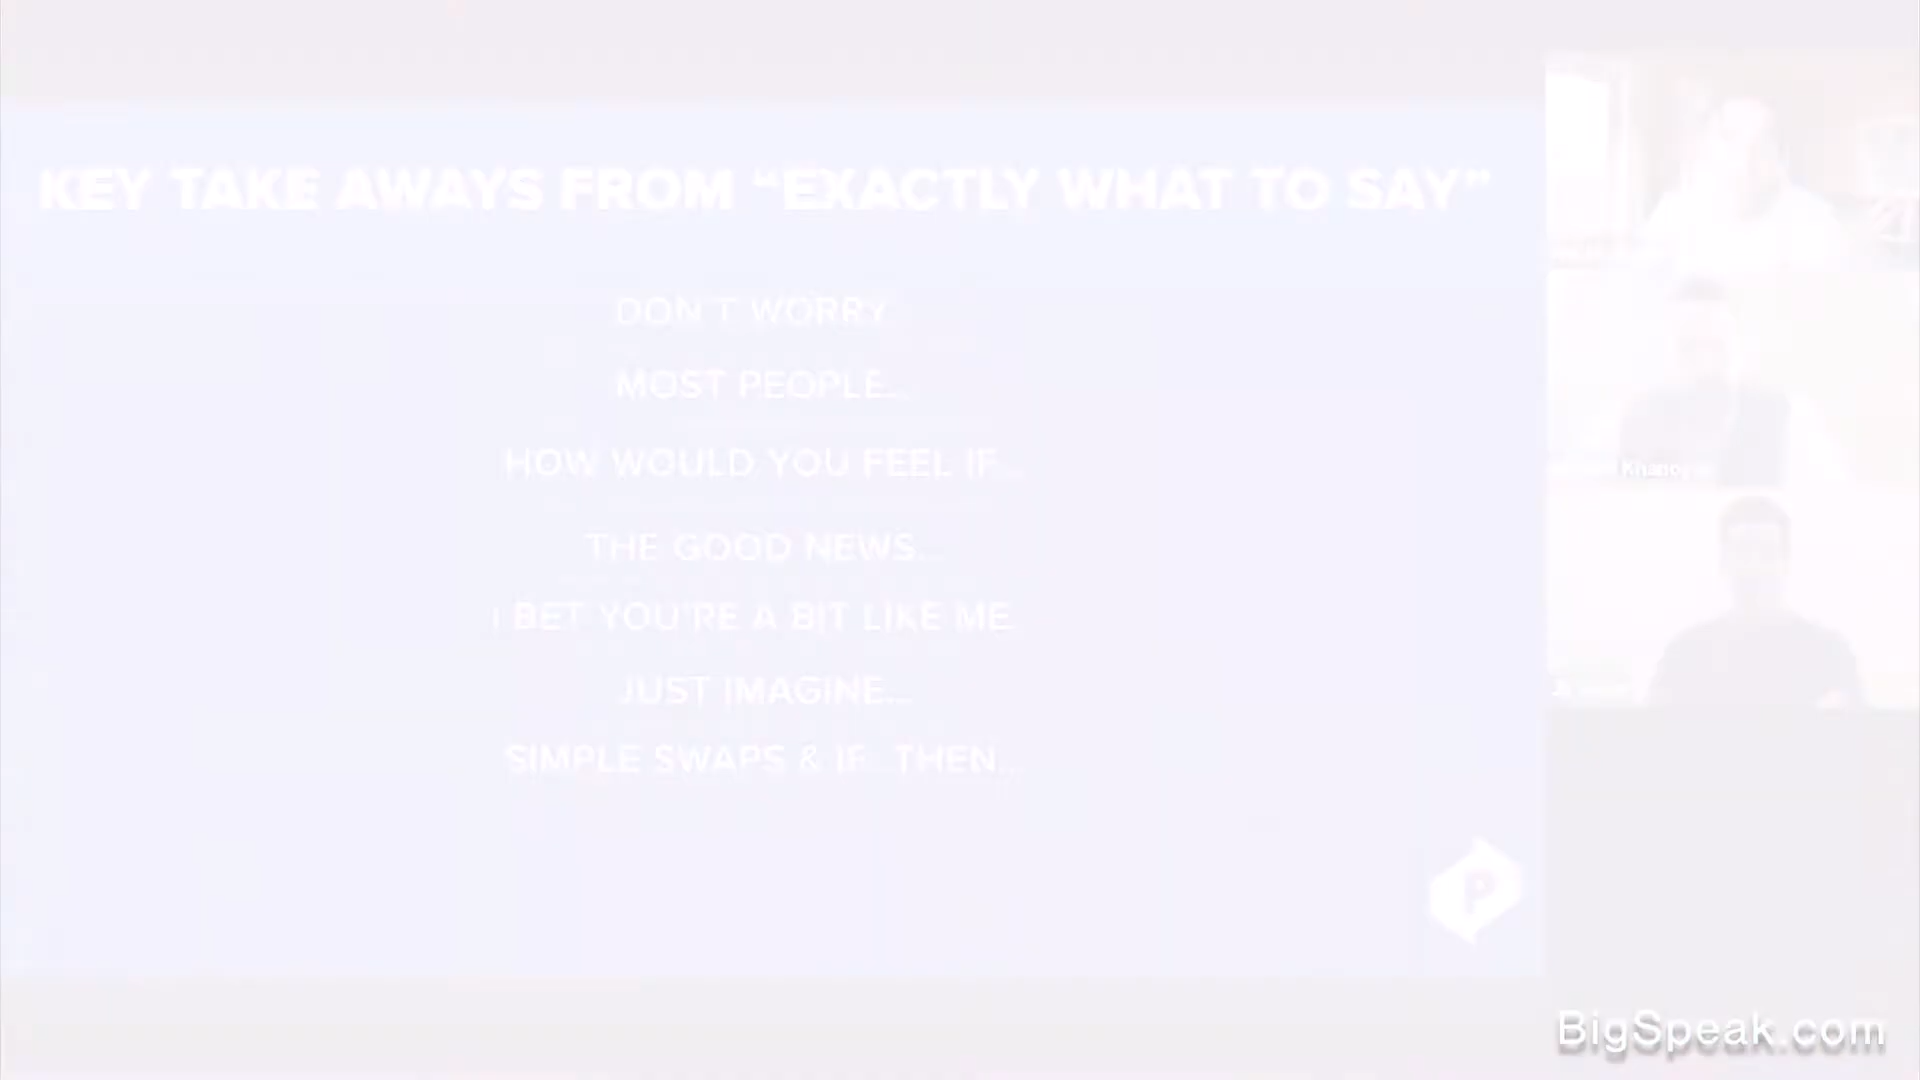 KEY TAKE AWAYS FROM “EXACTLY WHAT TO SAY”
DON'T WORRY
MOST PEOPLE...
HOW WOULD YOU FEEL IF...
THE GOOD NEWS...
I BET YOU'RE A BIT LIKE ME
JUST IMAGINE...
SIMPLE SWAPS & IF...THEN...
P
BigSpeak.com